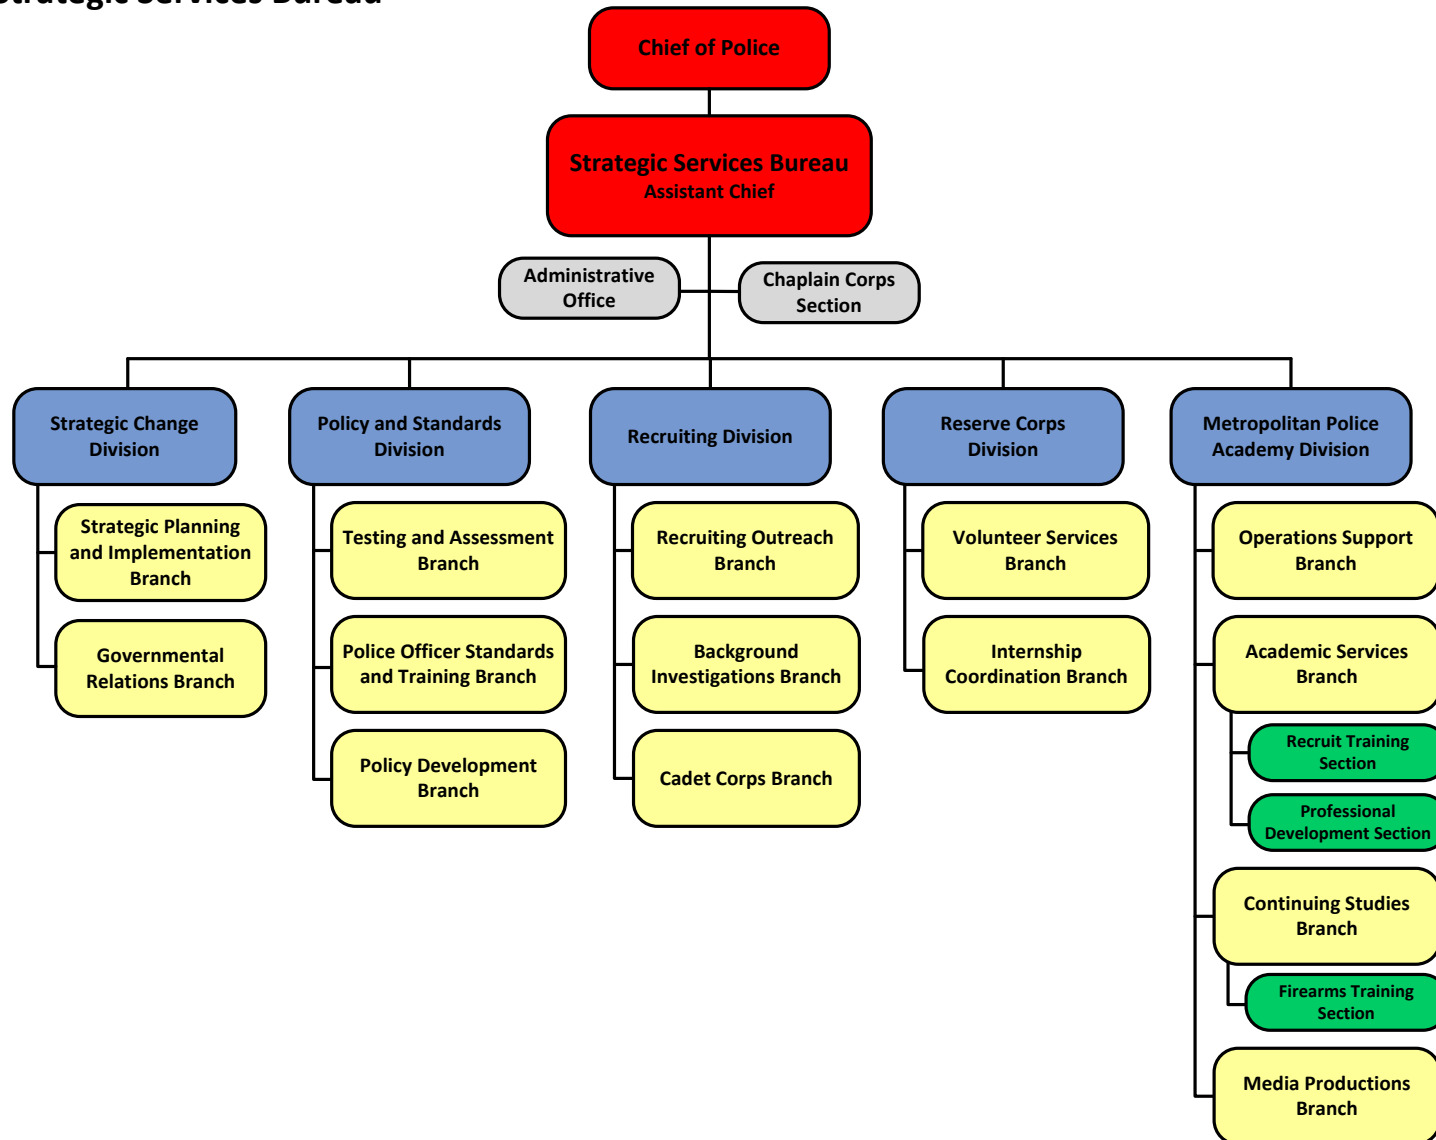 Strategic Services Bureau
Chief of Police
Strategic Services Bureau
Assistant Chief
Administrative
Office
Chaplain Corps
Section
Strategic Change
Division
Policy and Standards
Division
Recruiting Division
Reserve Corps
Division
Metropolitan Police
Academy Division
Strategic Planning
and Implementation
Branch
Governmental
Relations Branch
Testing and Assessment
Branch
Police Officer Standards
and Training Branch
Policy Development
Branch
Recruiting Outreach
Branch
Background
Investigations Branch
Cadet Corps Branch
Volunteer Services
Branch
Internship
Coordination Branch
Operations Support
Branch
Academic Services
Branch
Recruit Training
Section
Professional
Development Section
Continuing Studies
Branch
Firearms Training
Section
Media Productions
Branch